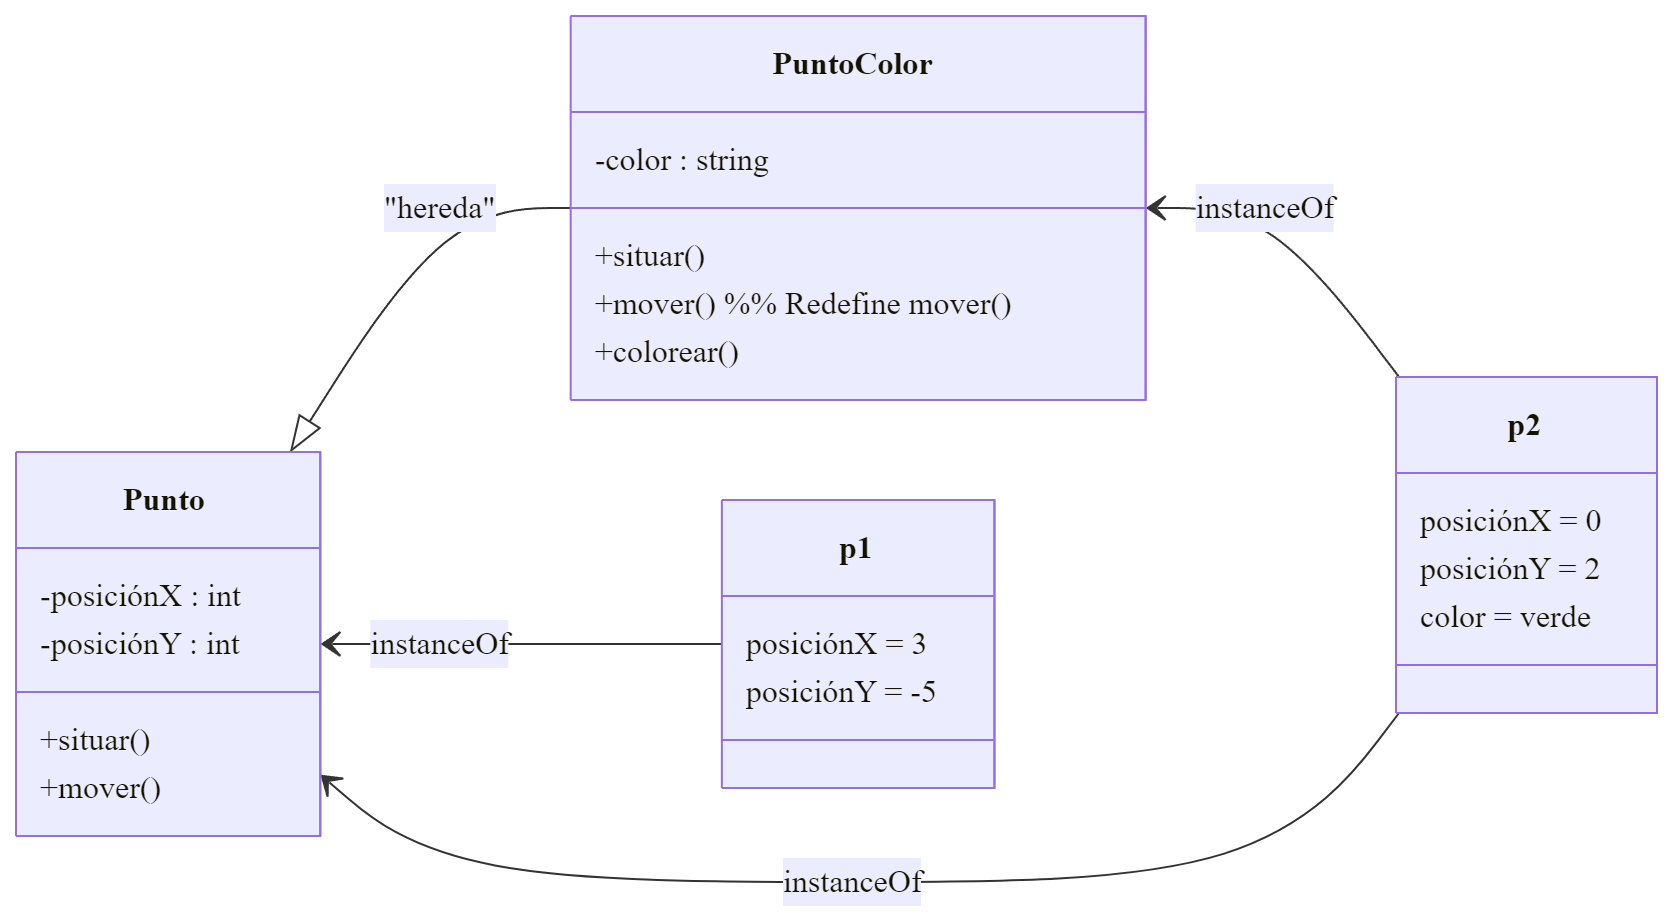 PuntoColor
-color : string
+situar()
+mover() %% Redefine mover()
+colorear()
"hereda"
instanceOf
Punto
-posiciónX : int
-posiciónY : int
+situar()
+mover()
instanceOf
p1
posiciónX = 3
posiciónY = -5
p2
posiciónX = 0
posiciónY = 2
color = verde
instanceOf